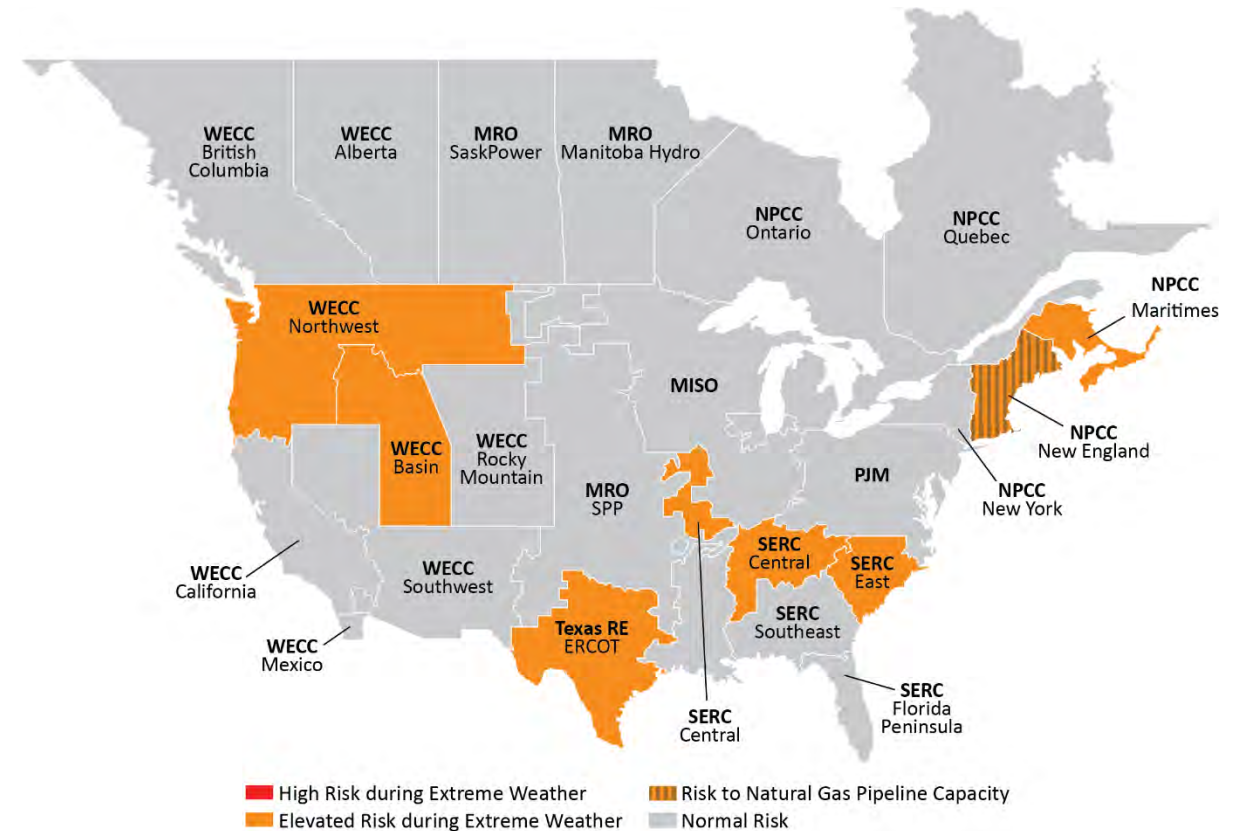 WECC
British
Columbia
WECC
Alberta
MRO
SaskPower
MRO
Manitoba Hydro
NPCC
Ontario
NPCC
Quebec
NPCC
Maritimes
WECC
Northwest
MISO
WECC
Basin
WECC
Rocky
Mountain
MRO
SPP
PJM
NPCC
New England
NPCC
New York
WECC
California
WECC
Southwest
SERC
Central
SERC
East
WECC
Mexico
Texas RE
ERCOT
SERC
Southeast
SERC
Central
SERC
Florida
Peninsula
High Risk during Extreme Weather
Risk to Natural Gas Pipeline Capacity
Elevated Risk during Extreme Weather
Normal Risk